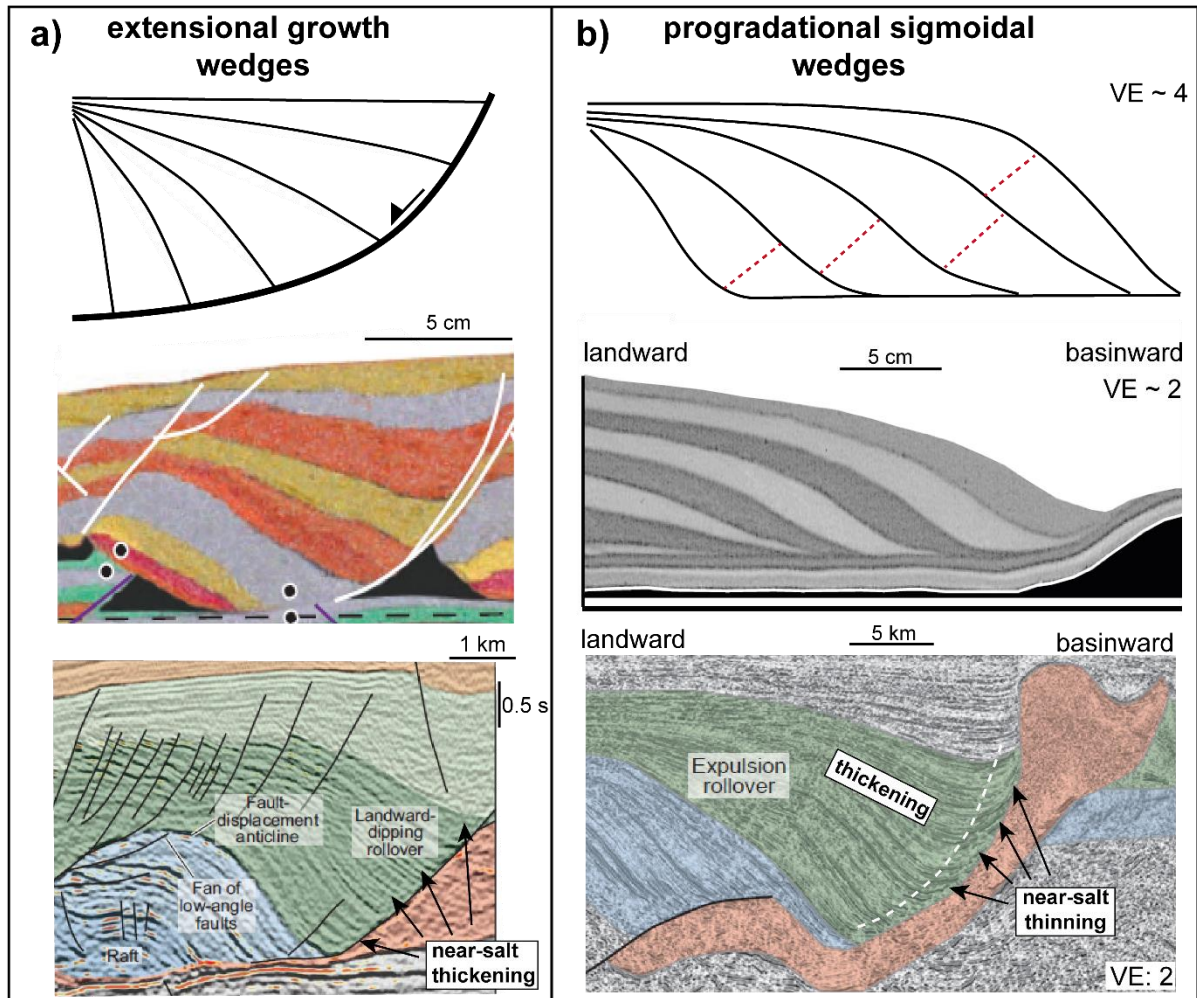 a) extensional growth
wedges
5 cm
1 km
0.5 s
Fault-
displacement
anticline
Landward-
dipping
rollover
Fan of
low-angle
faults
Raft
near-salt
thickening
b) progradational sigmoidal
wedges
VE ~ 4
landward
5 cm
basinward
VE ~ 2
landward
5 km
basinward
Expulsion
rollover
thickening
near-salt
thinning
VE: 2